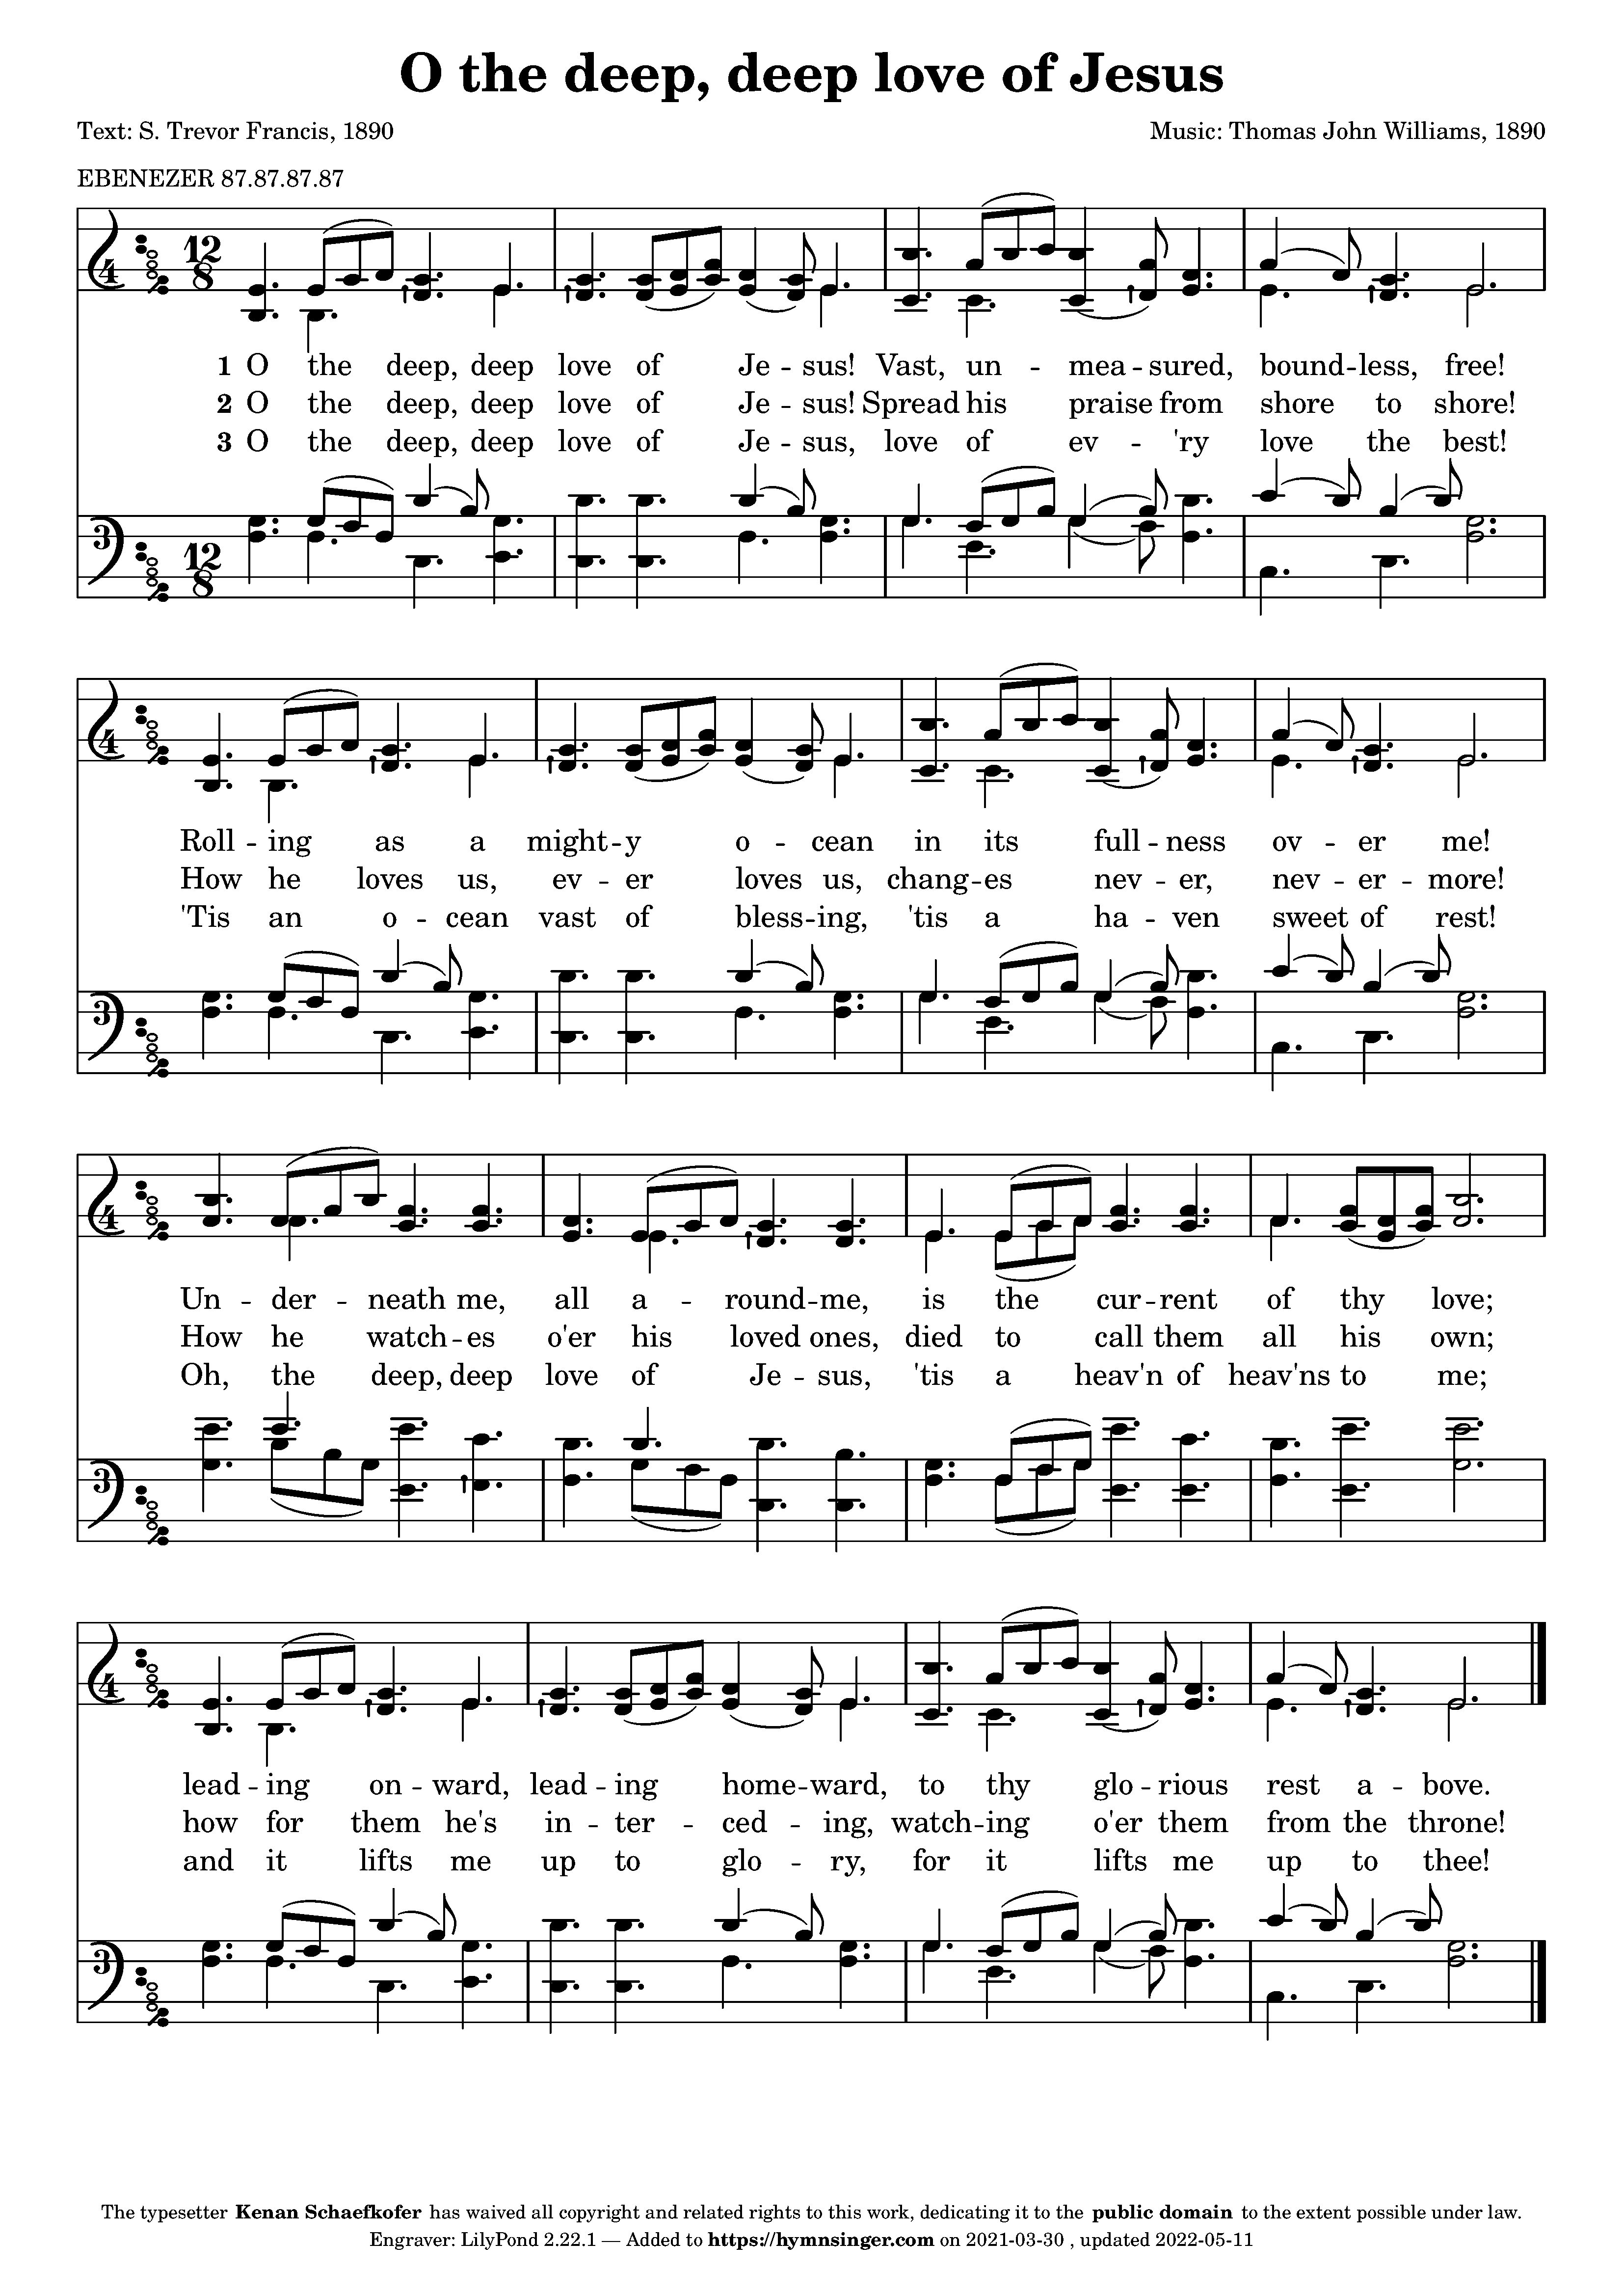 O the deep, deep love of Jesus
Text: S. Trevor Francis, 1890
Music: Thomas John Williams, 1890
EBENEZER 87.87.87.87
4 12 8
1 O the deep, deep love of Je -- sus! Vast, un -- mea -- sured, bound -- less, free!
2 O the deep, deep love of Je -- sus! Spread his praise from shore to shore!
3 O the deep, deep love of Je -- sus, love of ev -- 'ry love the best!
3 12 8
4
Roll -- ing as a might -- y o -- cean in its full -- ness ov -- er me!
How he loves us, ev -- er loves us, chang -- es nev -- er, nev -- er -- more!
'Tis an o -- cean vast of bless -- ing, 'tis a ha -- ven sweet of rest!
3
4
Un -- der -- neath me, all a -- round -- me, is the cur -- rent of thy love;
How he watch -- es o'er his loved ones, died to call them all his own;
Oh, the deep, deep love of Je -- sus, 'tis a heav'n of heav'ns to me;
3
4
lead -- ing on -- ward, lead -- ing home -- ward, to thy glo -- rious rest a -- bove.
how for them he's in -- ter -- ced -- ing, watch -- ing o'er them from the throne!
and it lifts me up to glo -- ry, for it lifts me up to thee!
3
The typesetter Kenan Schaefkofer has waived all copyright and related rights to this work, dedicating it to the public domain to the extent possible under law.
Engraver: LilyPond 2.22.1 — Added to https://hymnsinger.com on 2021-03-30 , updated 2022-05-11